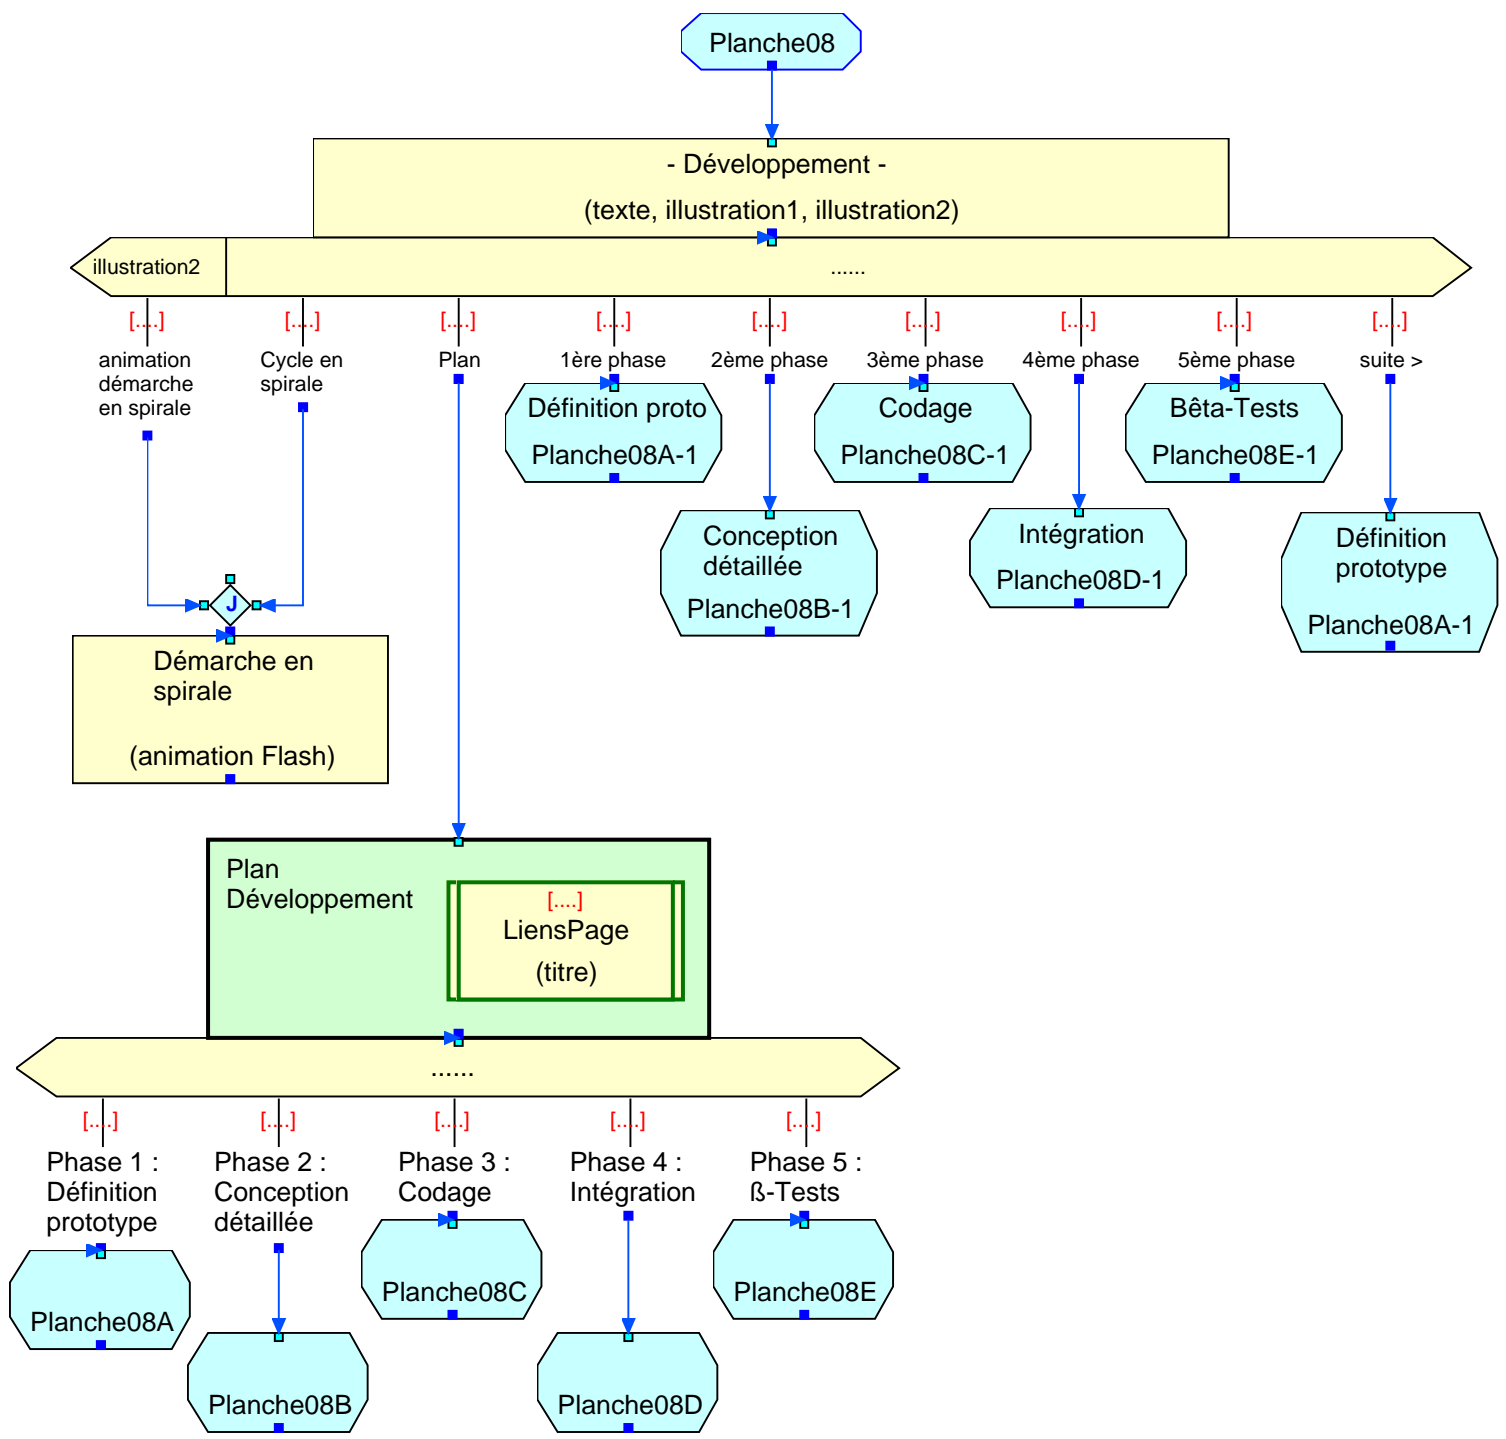 Planche08
- Développement -
(texte, illustration1, illustration2)
illustration2
......
[....]
[....]
[....]
[....]
[....]
[....]
[....]
[....]
[....]
animation
démarche
en spirale
Cycle en
spirale
Plan
1ère phase
2ème phase
3ème phase
4ème phase
5ème phase
suite >
Définition proto
Planche08A-1
Codage
Planche08C-1
Bêta-Tests
Planche08E-1
Conception
détaillée
Planche08B-1
Intégration
Planche08D-1
Définition
prototype
Planche08A-1
J
Démarche en
spirale
(animation Flash)
Plan
Développement
[....]
LiensPage
(titre)
......
[....]
[....]
[....]
[....]
[....]
Phase 1 :
Définition
prototype
Phase 2 :
Conception
détaillée
Phase 3 :
Codage
Phase 4 :
Intégration
Phase 5 :
ß-Tests
Planche08A
Planche08B
Planche08C
Planche08D
Planche08E